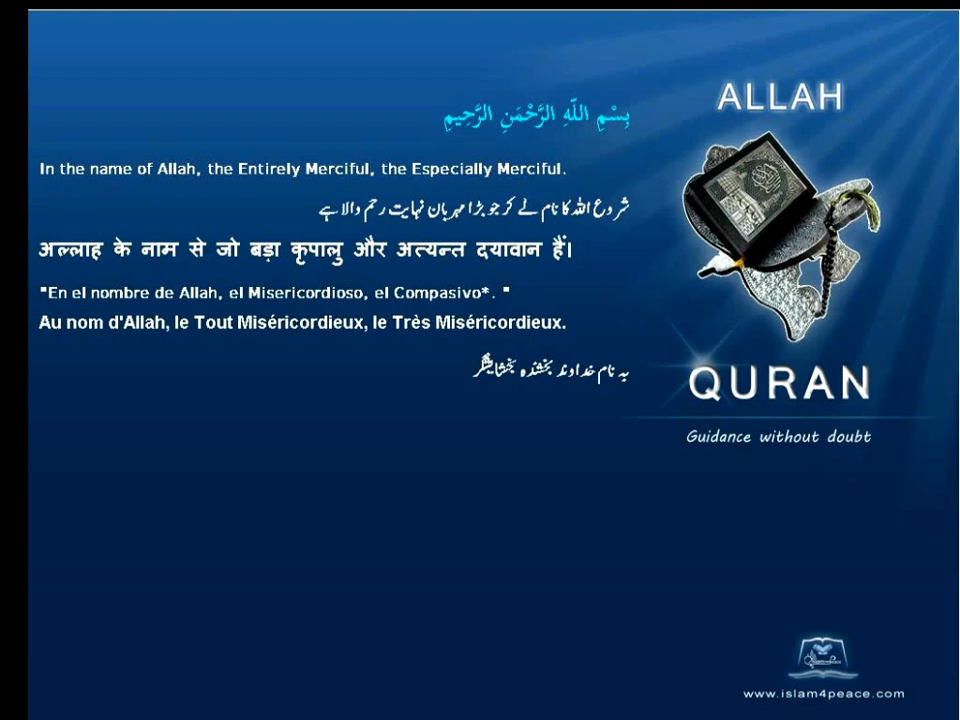 بِسْمِ اللَّهِ الرَّحْمَنِ الرَّحِيمِ
In the name of Allah, the Entirely Merciful, the Especially Merciful.
شروع الله کا نام لے کر جو بڑا مہربان نہایت رحم والا ہے
अल्लाह के नाम से जो बड़ा कृपालु और अत्यन्त दयावान हैं।
"En el nombre de Allah, el Misericordioso, el Compasivo*. "
Au nom d'Allah, le Tout Miséricordieux, le Très Miséricordieux.
به نام خداوند بخشنده بخشایشگر
ALLAH
QURAN
Guidance without doubt
www.islam4peace.com